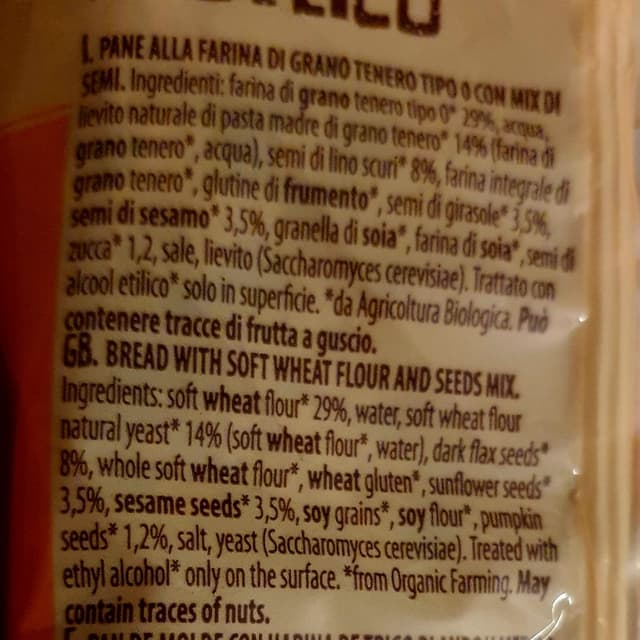 I. PANE ALLA FARINA DI GRANO TENERO TIPO 0 CON MIX DI
SEMI. Ingredienti: farina di grano tenero tipo 0* 29%, acqua,
lievito naturale di pasta madre di grano tenero* 14% (farina di
grano tenero*, acqua), semi di lino scuri* 8%, farina integrale di
grano tenero*, glutine di frumento*, semi di girasole* 3,5%,
semi di sesamo* 3,5%, granella di soia*, farina di soia*, semi di
zucca* 1,2, sale, lievito (Saccharomyces cerevisiae). Trattato con
alcool etilico* solo in superficie. *da Agricoltura Biologica. Può
contenere tracce di frutta a guscio.
GB. BREAD WITH SOFT WHEAT FLOUR AND SEEDS MIX.
Ingredients: soft wheat flour* 29%, water, soft wheat flour
natural yeast* 14% (soft wheat flour*, water), dark flax seeds*
8%, whole soft wheat flour*, wheat gluten*, sunflower seeds*
3,5%, sesame seeds* 3,5%, soy grains*, soy flour*, pumpkin
seeds* 1,2%, salt, yeast (Saccharomyces cerevisiae). Treated with
ethyl alcohol* only on the surface. *from Organic Farming. May
contain traces of nuts.